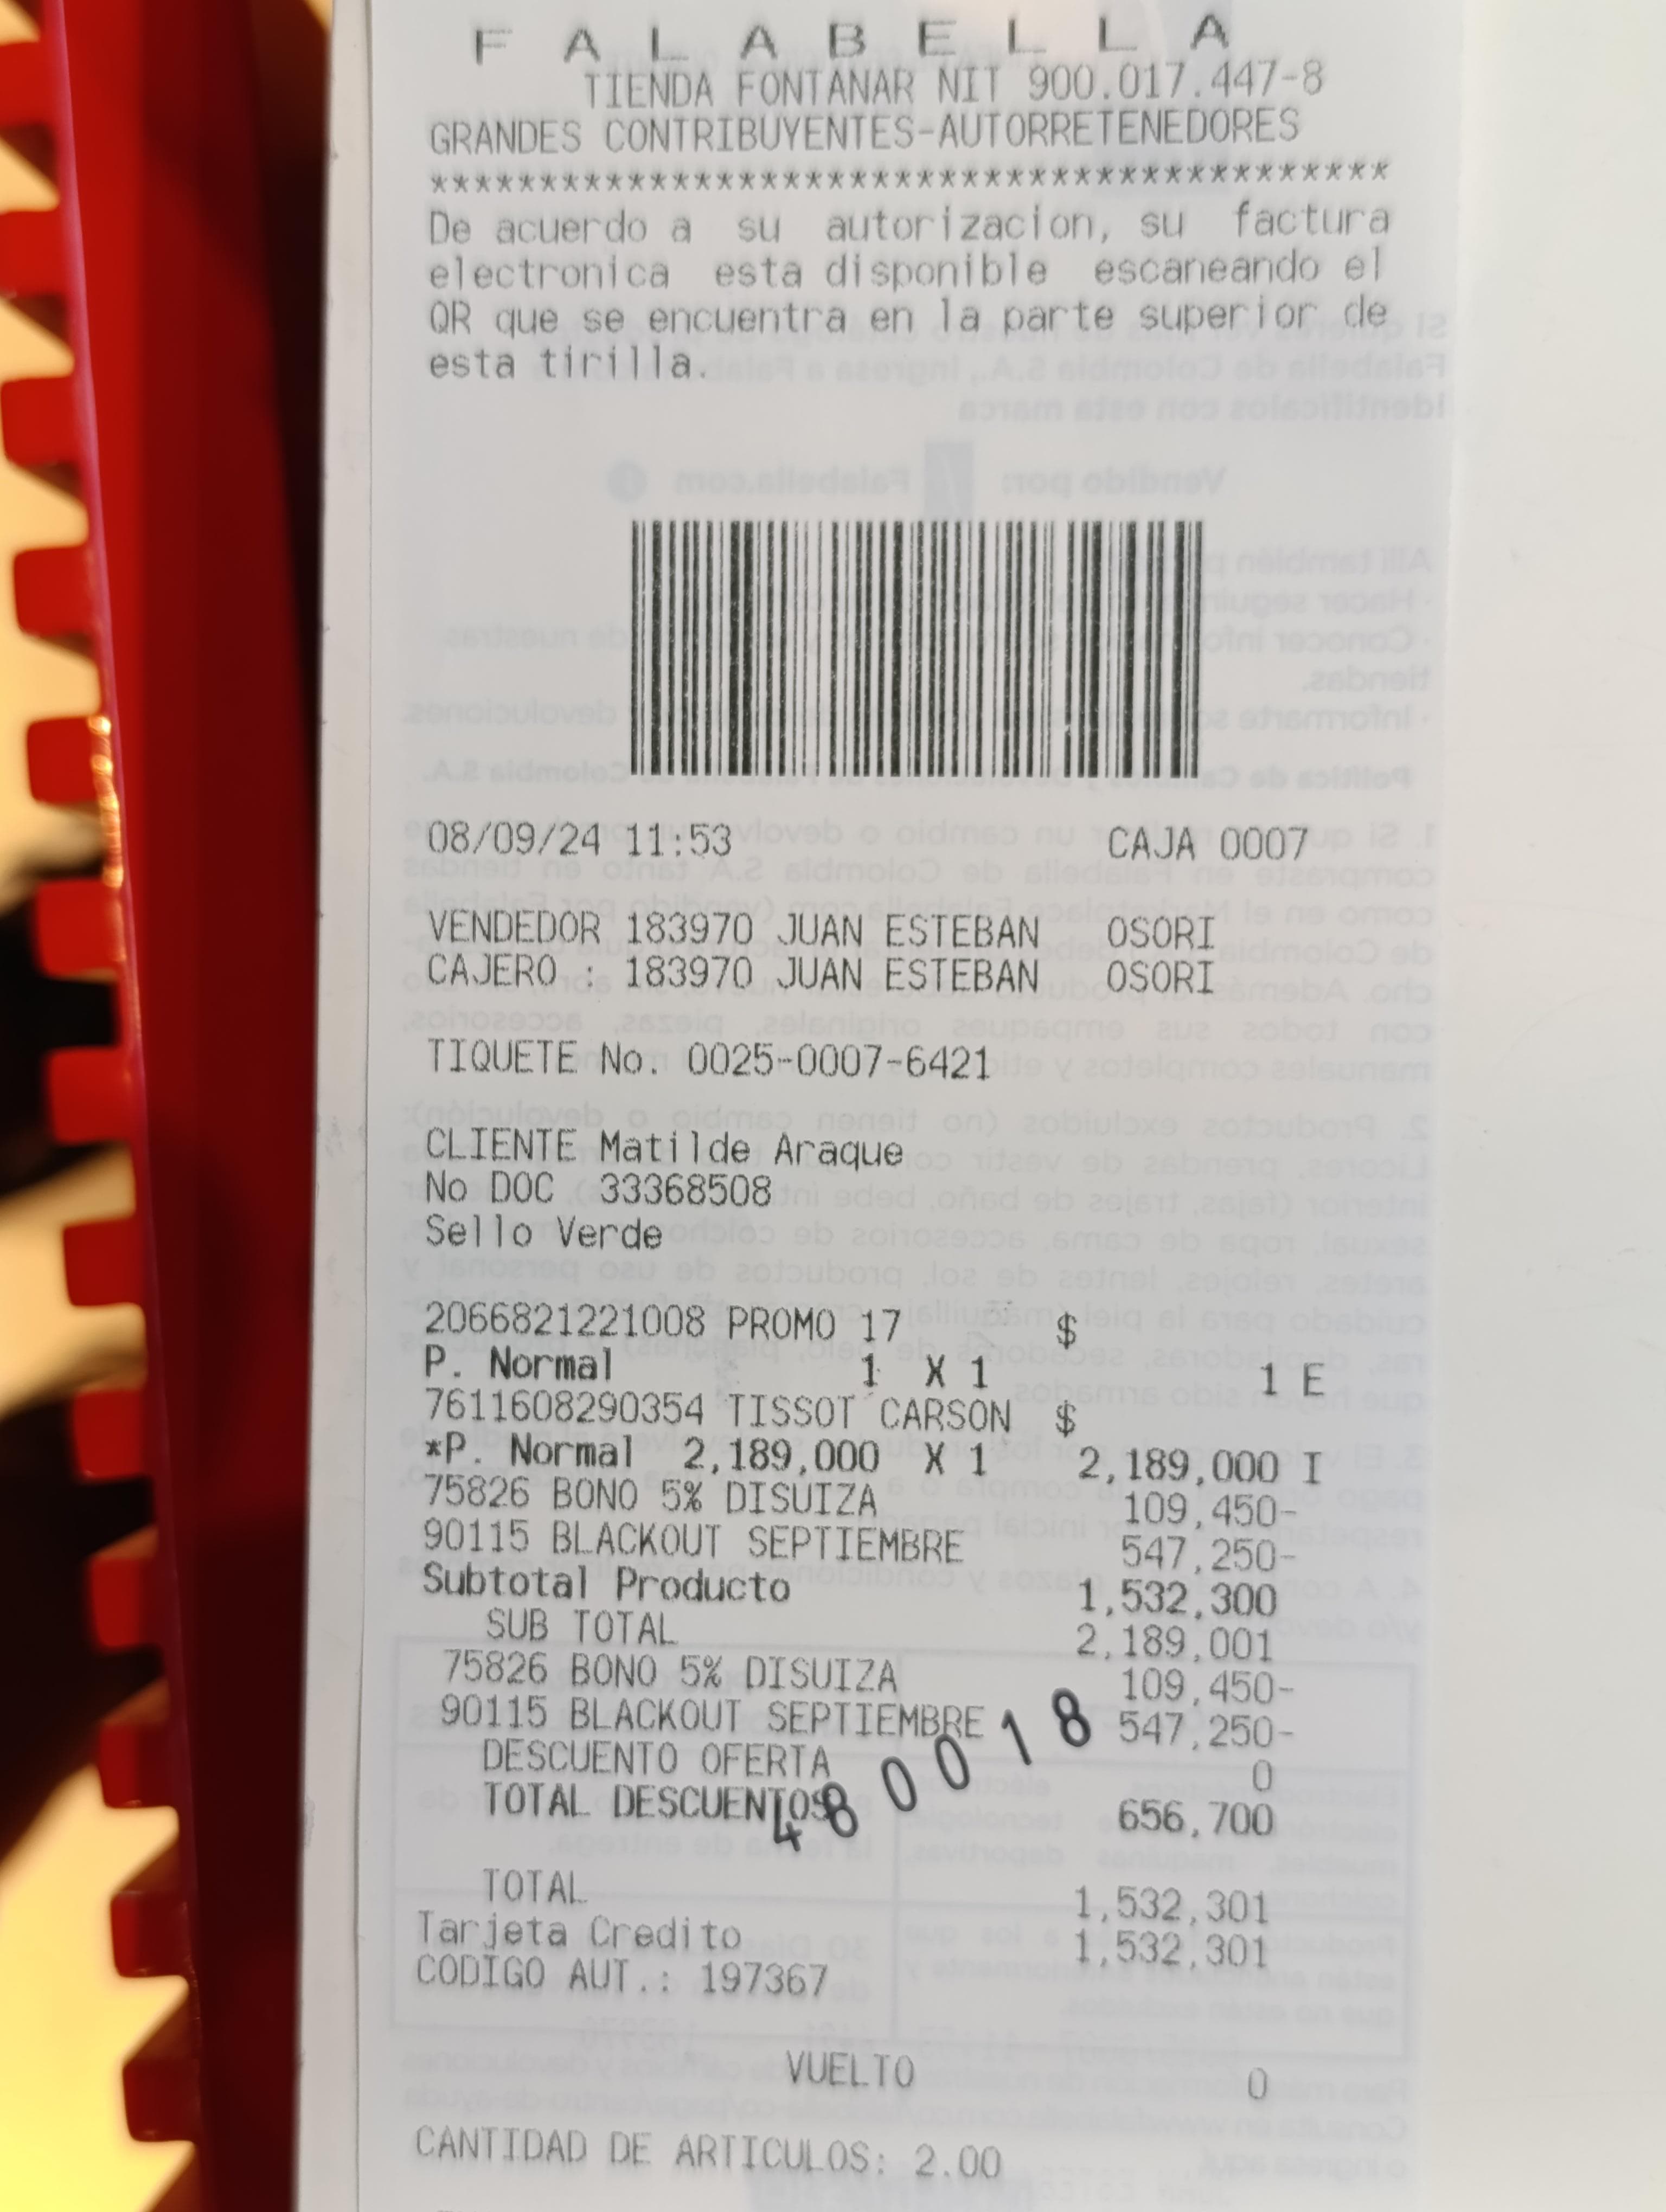 F A L A B E L L A
TIENDA FONTANAR NIT 900.017.447-8
GRANDES CONTRIBUYENTES-AUTORRETENEDORES
********************************************
De acuerdo a su autorizacion, su factura
electronica esta disponible escaneando el
QR que se encuentra en la parte superior de
esta tirilla.
08/09/24 11:53 CAJA 0007
VENDEDOR 183970 JUAN ESTEBAN OSORI
CAJERO : 183970 JUAN ESTEBAN OSORI
TIQUETE No. 0025-0007-6421
CLIENTE Matilde Araque
No DOC 33368508
Sello Verde
2066821221008 PROMO 17 $
P. Normal 1 X 1 1 E
7611608290354 TISSOT CARSON $
*P. Normal 2,189,000 X 1 2,189,000 I
75826 BONO 5% DISUIZA 109,450-
90115 BLACKOUT SEPTIEMBRE 547,250-
Subtotal Producto 1,532,300
SUB TOTAL 2,189,001
75826 BONO 5% DISUIZA 109,450-
90115 BLACKOUT SEPTIEMBRE 547,250-
DESCUENTO OFERTA 0
TOTAL DESCUENTOS 656,700
480018
TOTAL 1,532,301
Tarjeta Credito 1,532,301
CODIGO AUT.: 197367
VUELTO 0
CANTIDAD DE ARTICULOS: 2.00